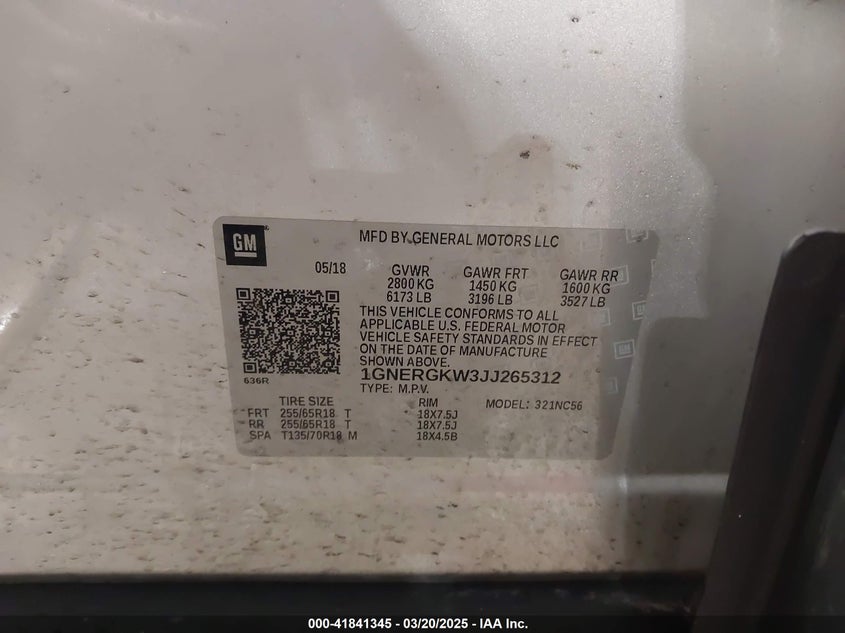 GM
MFD BY GENERAL MOTORS LLC
05/18 GVWR GAWR FRT GAWR RR
2800 KG 1450 KG 1600 KG
6173 LB 3196 LB 3527 LB
THIS VEHICLE CONFORMS TO ALL
APPLICABLE U.S. FEDERAL MOTOR
VEHICLE SAFETY STANDARDS IN EFFECT
ON THE DATE OF MANUFACTURE
SHOWN ABOVE.
636R
1GNERGKW3JJ265312
TYPE: M.P.V. MODEL: 321NC56
TIRE SIZE RIM
FRT 255/65R18 T 18X7.5J
RR 255/65R18 T 18X7.5J
SPA T135/70R18 M 18X4.5B
000-41841345 — 03/20/2025 — IAA Inc.